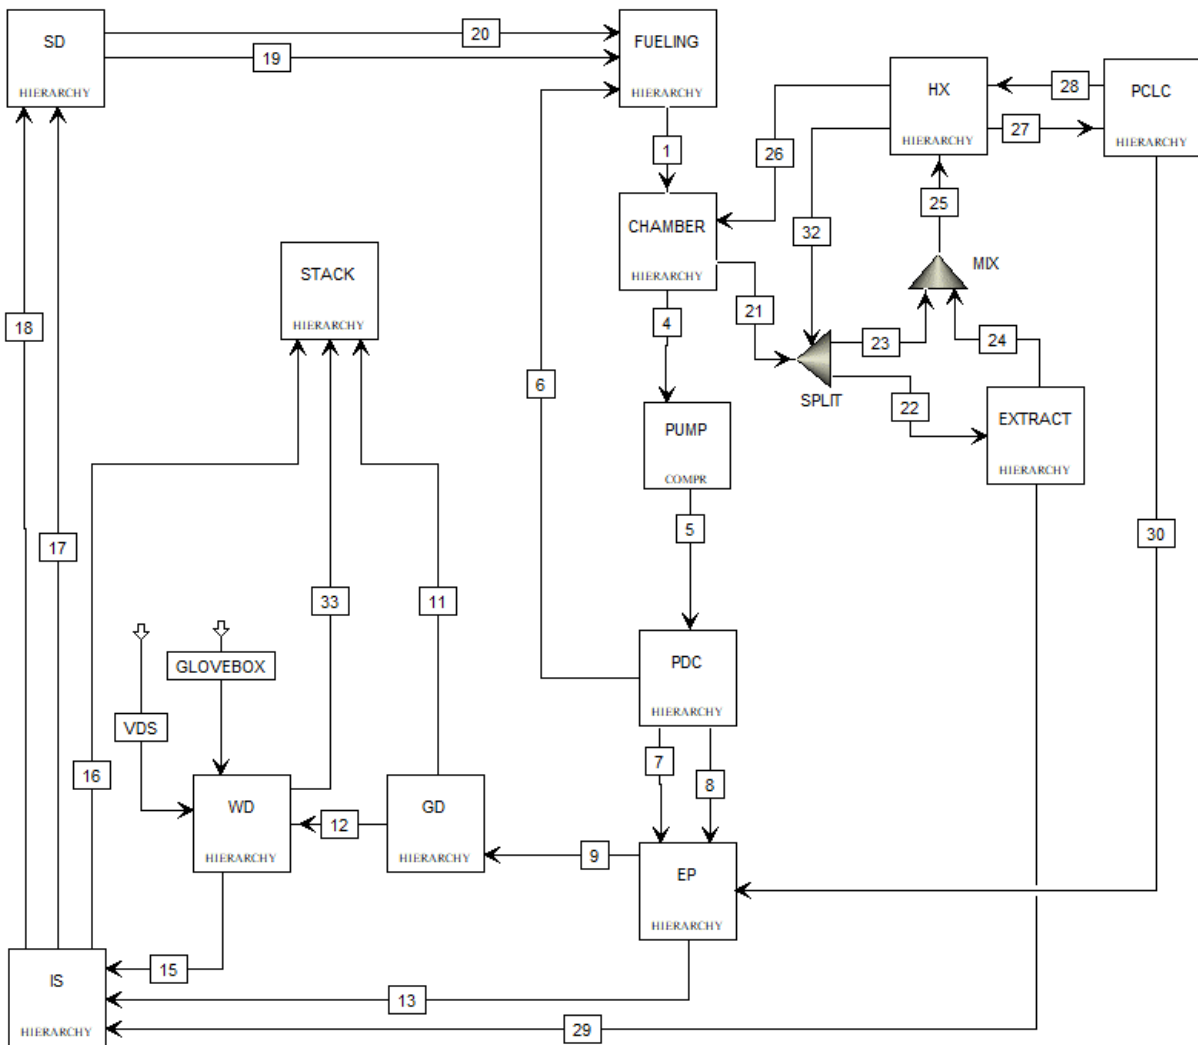 SD
HIERARCHY
20
19
FUELING
HIERARCHY
HX
HIERARCHY
28
27
PCLC
HIERARCHY
1
26
25
32
CHAMBER
HIERARCHY
MIX
STACK
HIERARCHY
18
21
4
23
24
6
SPLIT
22
EXTRACT
HIERARCHY
PUMP
COMPR
5
30
17
33
11
GLOVEBOX
PDC
HIERARCHY
VDS
7
8
16
WD
HIERARCHY
12
GD
HIERARCHY
9
EP
HIERARCHY
15
IS
HIERARCHY
13
29